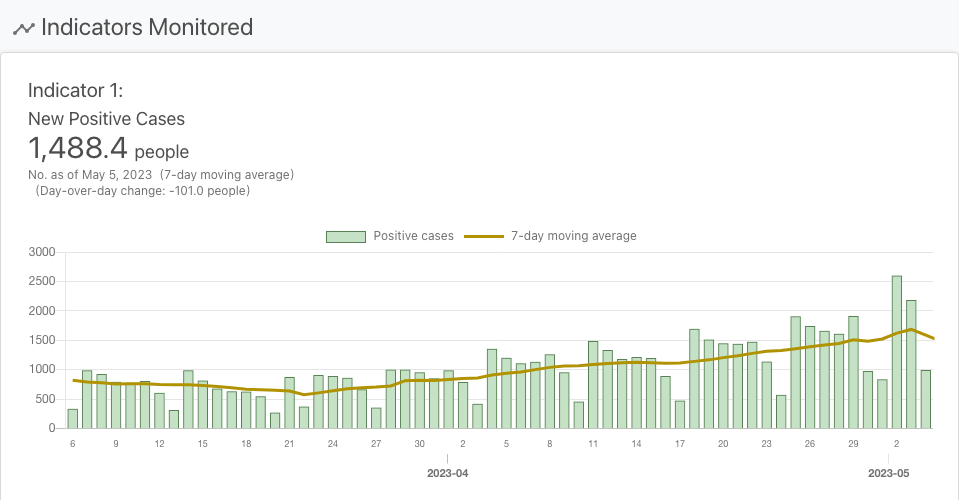 Indicators Monitored
Indicator 1:
New Positive Cases
1,488.4 people
No. as of May 5, 2023 (7-day moving average)
(Day-over-day change: -101.0 people)
Positive cases 7-day moving average
3000
2500
2000
1500
1000
500
0
6 9 12 15 18 21 24 27 30 2 5 8 11 14 17 20 23 26 29 2
2023-04 2023-05